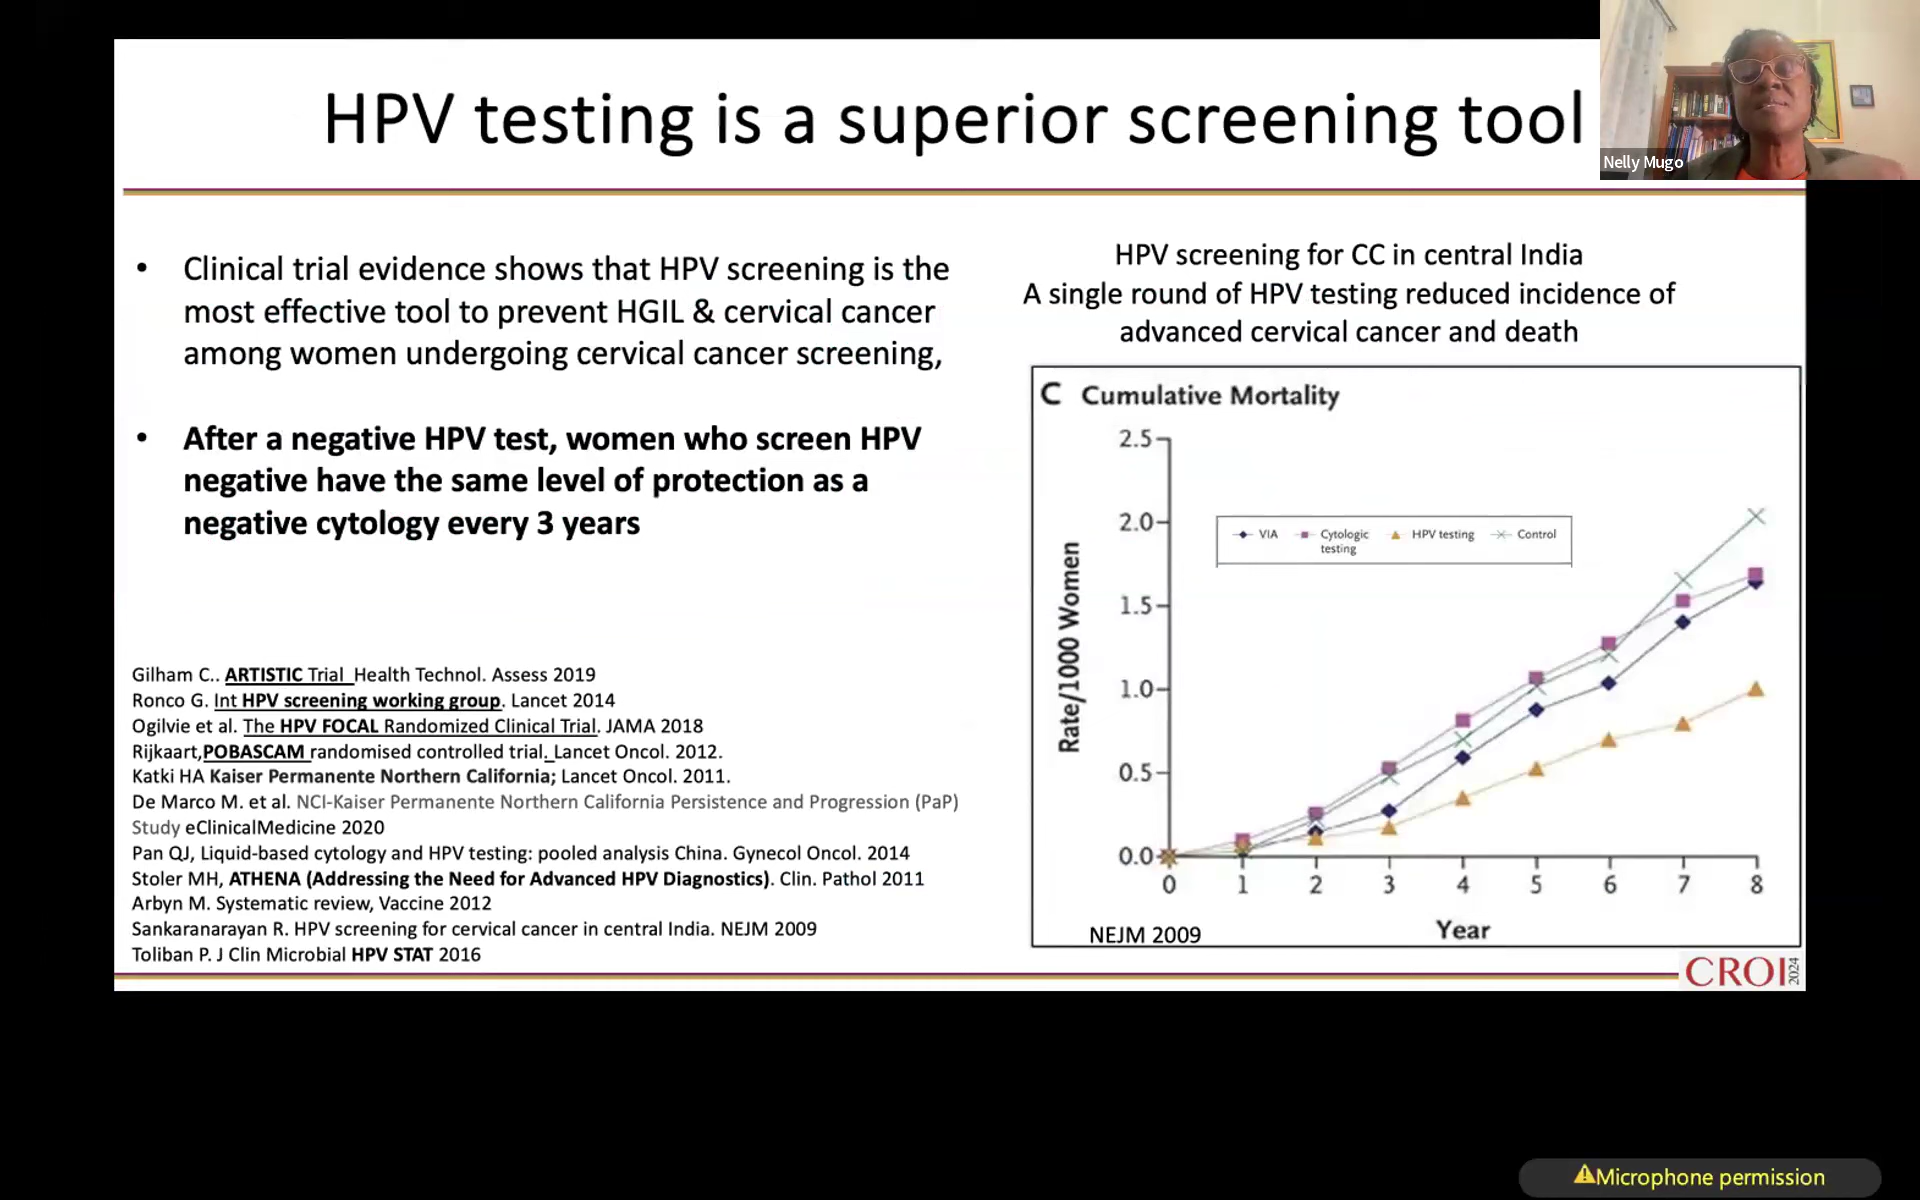 HPV testing is a superior screening tool
Nelly Mugo
• Clinical trial evidence shows that HPV screening is the
most effective tool to prevent HGIL & cervical cancer
among women undergoing cervical cancer screening,
• After a negative HPV test, women who screen HPV
negative have the same level of protection as a
negative cytology every 3 years
Gilham C.. ARTISTIC Trial Health Technol. Assess 2019
Ronco G. Int HPV screening working group. Lancet 2014
Ogilvie et al. The HPV FOCAL Randomized Clinical Trial. JAMA 2018
Rijkaart,POBASCAM randomised controlled trial. Lancet Oncol. 2012.
Katki HA Kaiser Permanente Northern California; Lancet Oncol. 2011.
De Marco M. et al. NCI-Kaiser Permanente Northern California Persistence and Progression (PaP)
Study eClinicalMedicine 2020
Pan QJ, Liquid-based cytology and HPV testing: pooled analysis China. Gynecol Oncol. 2014
Stoler MH, ATHENA (Addressing the Need for Advanced HPV Diagnostics). Clin. Pathol 2011
Arbyn M. Systematic review, Vaccine 2012
Sankaranarayan R. HPV screening for cervical cancer in central India. NEJM 2009
Toliban P. J Clin Microbial HPV STAT 2016
HPV screening for CC in central India
A single round of HPV testing reduced incidence of
advanced cervical cancer and death
C Cumulative Mortality
2.5
2.0
1.5
1.0
0.5
0.0
Rate/1000 Women
VIA Cytologic testing HPV testing Control
0 1 2 3 4 5 6 7 8
Year
NEJM 2009
CROI 2024
Microphone permission